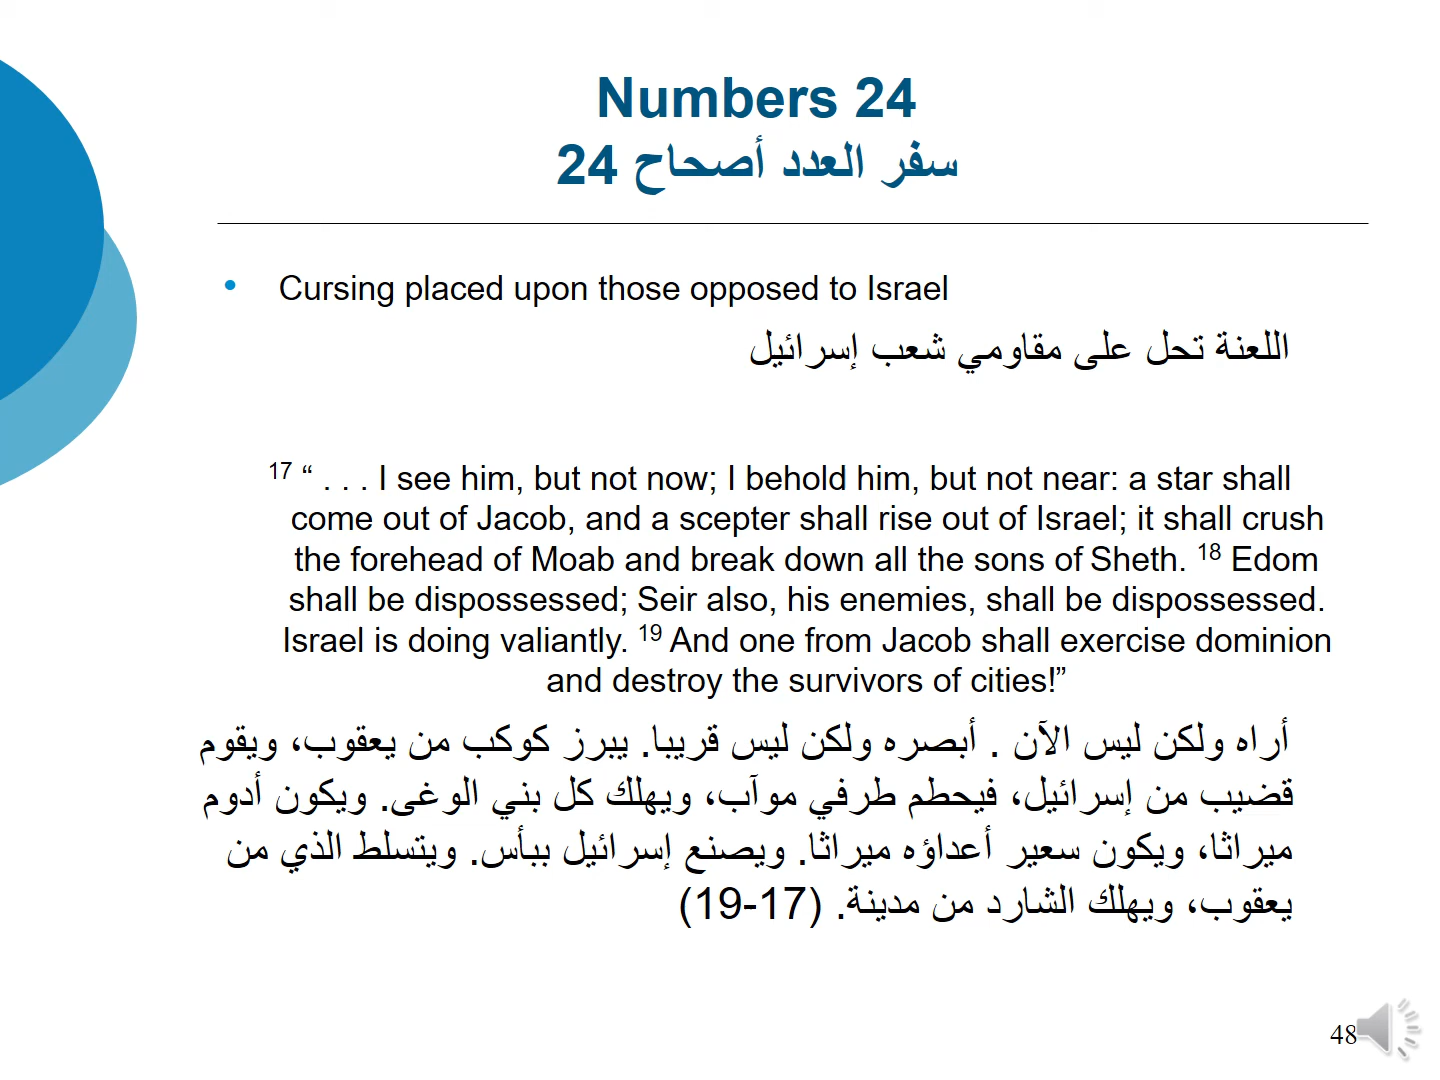 Numbers 24
سفر العدد أصحاح 24
• Cursing placed upon those opposed to Israel
اللعنة تحل على مقاومي شعب إسرائيل
17 “ . . . I see him, but not now; I behold him, but not near: a star shall
come out of Jacob, and a scepter shall rise out of Israel; it shall crush
the forehead of Moab and break down all the sons of Sheth. 18 Edom
shall be dispossessed; Seir also, his enemies, shall be dispossessed.
Israel is doing valiantly. 19 And one from Jacob shall exercise dominion
and destroy the survivors of cities!”
أراه ولكن ليس الآن . أبصره ولكن ليس قريبا. يبرز كوكب من يعقوب، ويقوم
قضيب من إسرائيل، فيحطم طرفي موآب، ويهلك كل بني الوغى. ويكون أدوم
ميراثا، ويكون سعير أعداؤه ميراثا. ويصنع إسرائيل ببأس. ويتسلط الذي من
يعقوب، ويهلك الشارد من مدينة. (17-19)
48